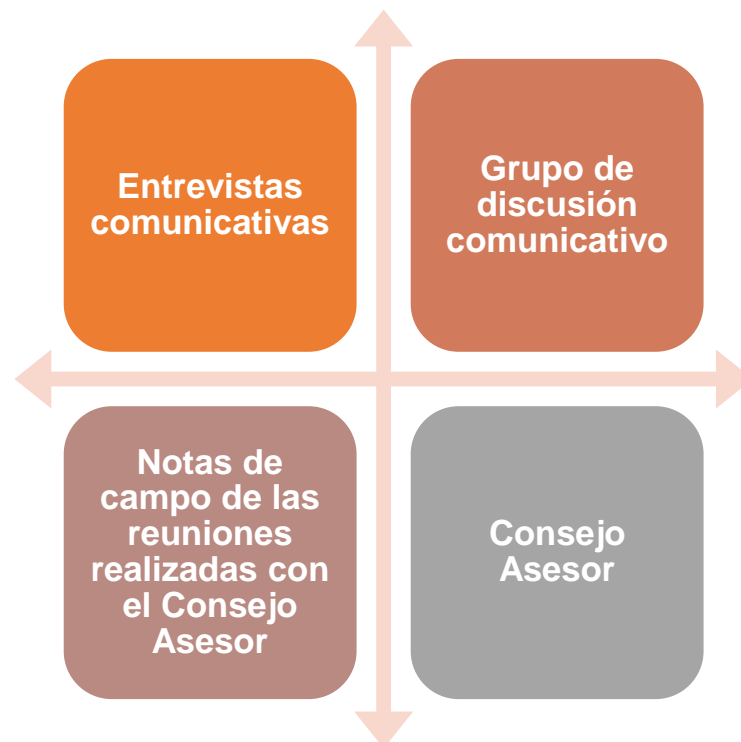 Entrevistas
comunicativas
Grupo de
discusión
comunicativo
Notas de
campo de las
reuniones
realizadas con
el Consejo
Asesor
Consejo
Asesor